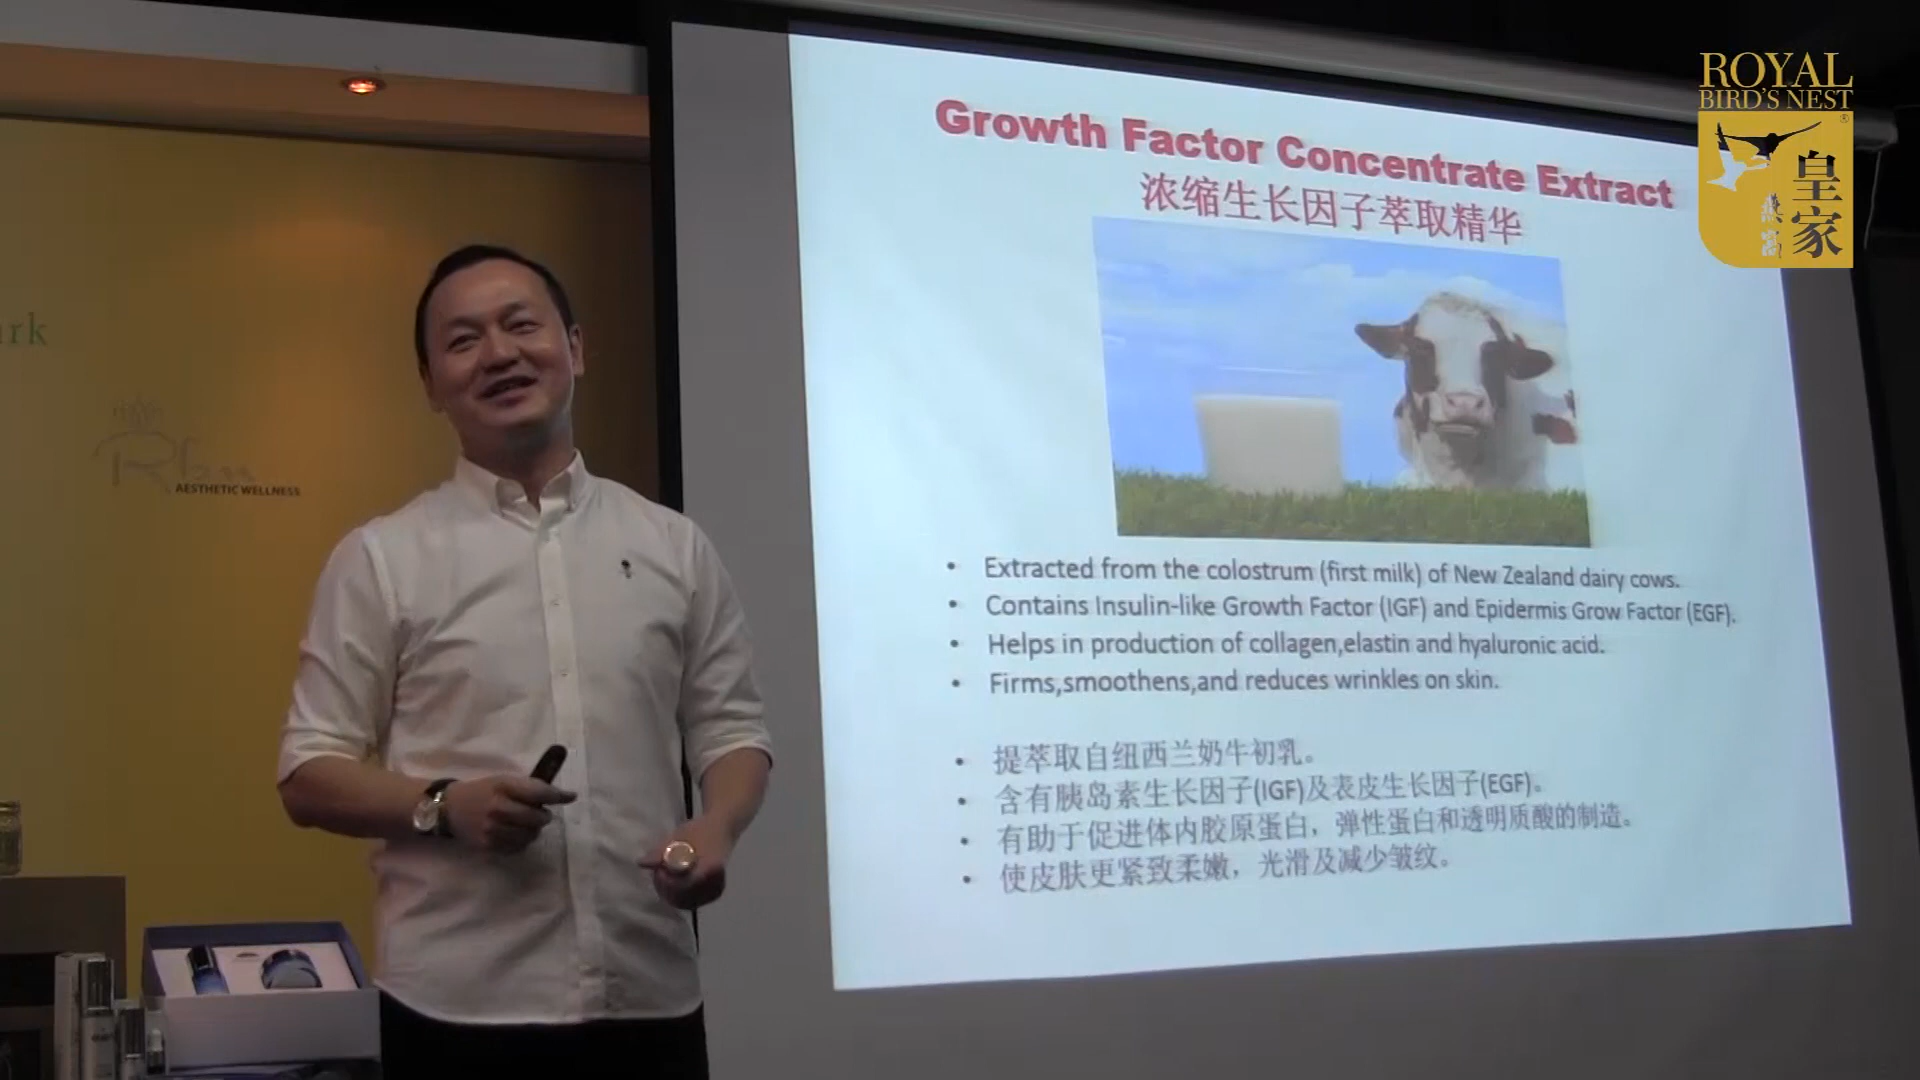 ROYAL
BIRD'S NEST
®
皇家
燕窩
Growth Factor Concentrate Extract
浓缩生长因子萃取精华
ark
Rbn
AESTHETIC WELLNESS
• Extracted from the colostrum (first milk) of New Zealand dairy cows.
• Contains Insulin-like Growth Factor (IGF) and Epidermis Grow Factor (EGF).
• Helps in production of collagen,elastin and hyaluronic acid.
• Firms,smoothens,and reduces wrinkles on skin.
• 提萃取自纽西兰奶牛初乳。
• 含有胰岛素生长因子(IGF)及表皮生长因子(EGF)。
• 有助于促进体内胶原蛋白，弹性蛋白和透明质酸的制造。
• 使皮肤更紧致柔嫩，光滑及减少皱纹。